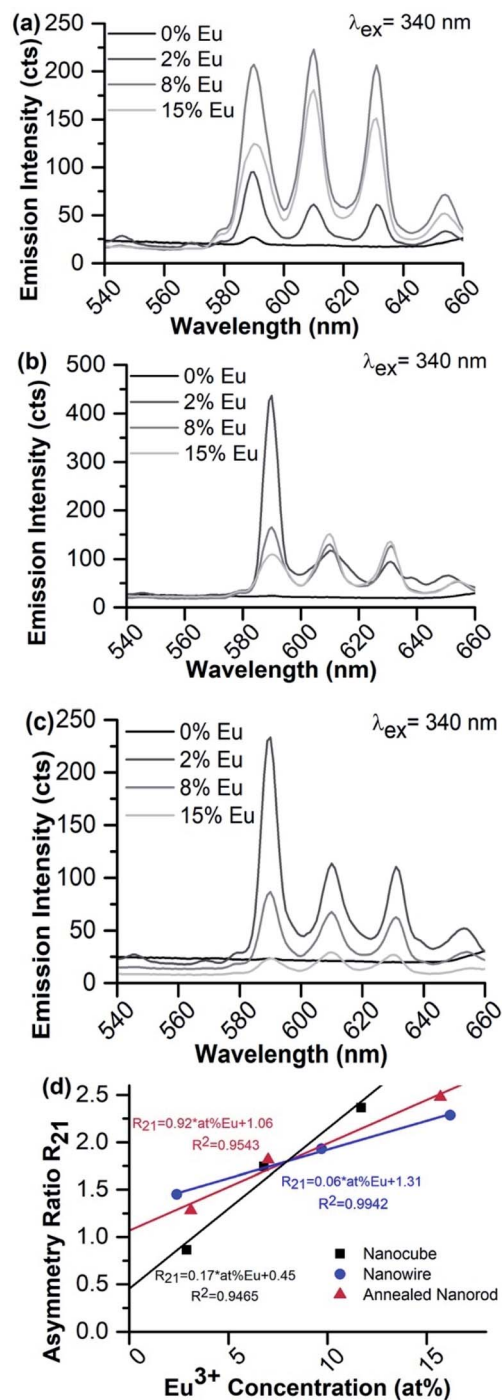 (a)
λex= 340 nm
0% Eu
2% Eu
8% Eu
15% Eu
Emission Intensity (cts)
250
200
150
100
50
0
540
560
580
600
620
640
660
Wavelength (nm)
(b)
λex= 340 nm
0% Eu
2% Eu
8% Eu
15% Eu
Emission Intensity (cts)
500
400
300
200
100
0
540
560
580
600
620
640
660
Wavelength (nm)
(c)
λex= 340 nm
0% Eu
2% Eu
8% Eu
15% Eu
Emission Intensity (cts)
250
200
150
100
50
0
540
560
580
600
620
640
660
Wavelength (nm)
(d)
Asymmetry Ratio R21
2.5
2.0
1.5
1.0
0.5
0.0
R21=0.92*at%Eu+1.06
R2=0.9543
R21=0.06*at%Eu+1.31
R2=0.9942
R21=0.17*at%Eu+0.45
R2=0.9465
Nanocube
Nanowire
Annealed Nanorod
0
5
10
15
Eu3+ Concentration (at%)